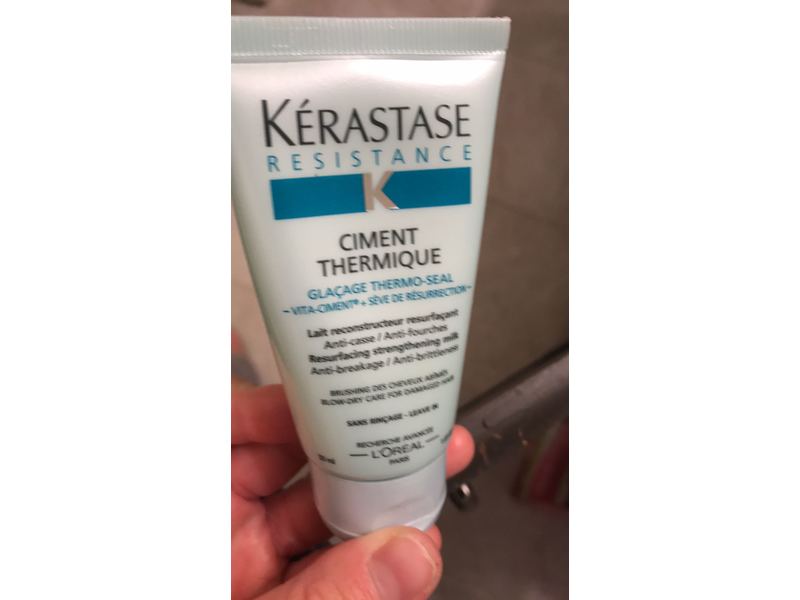 KÉRASTASE
RESISTANCE
K
CIMENT
THERMIQUE
GLAÇAGE THERMO-SEAL
– VITA-CIMENT® + SÈVE DE RÉSURRECTION –
Lait reconstructeur resurfaçant
Anti-casse / Anti-fourches
Resurfacing strengthening milk
Anti-breakage / Anti-brittleness
BRUSHING DES CHEVEUX ABÎMÉS
BLOW-DRY CARE FOR DAMAGED HAIR
SANS RINÇAGE - LEAVE IN
RECHERCHE AVANCÉE
— L'ORÉAL —
PARIS
ml